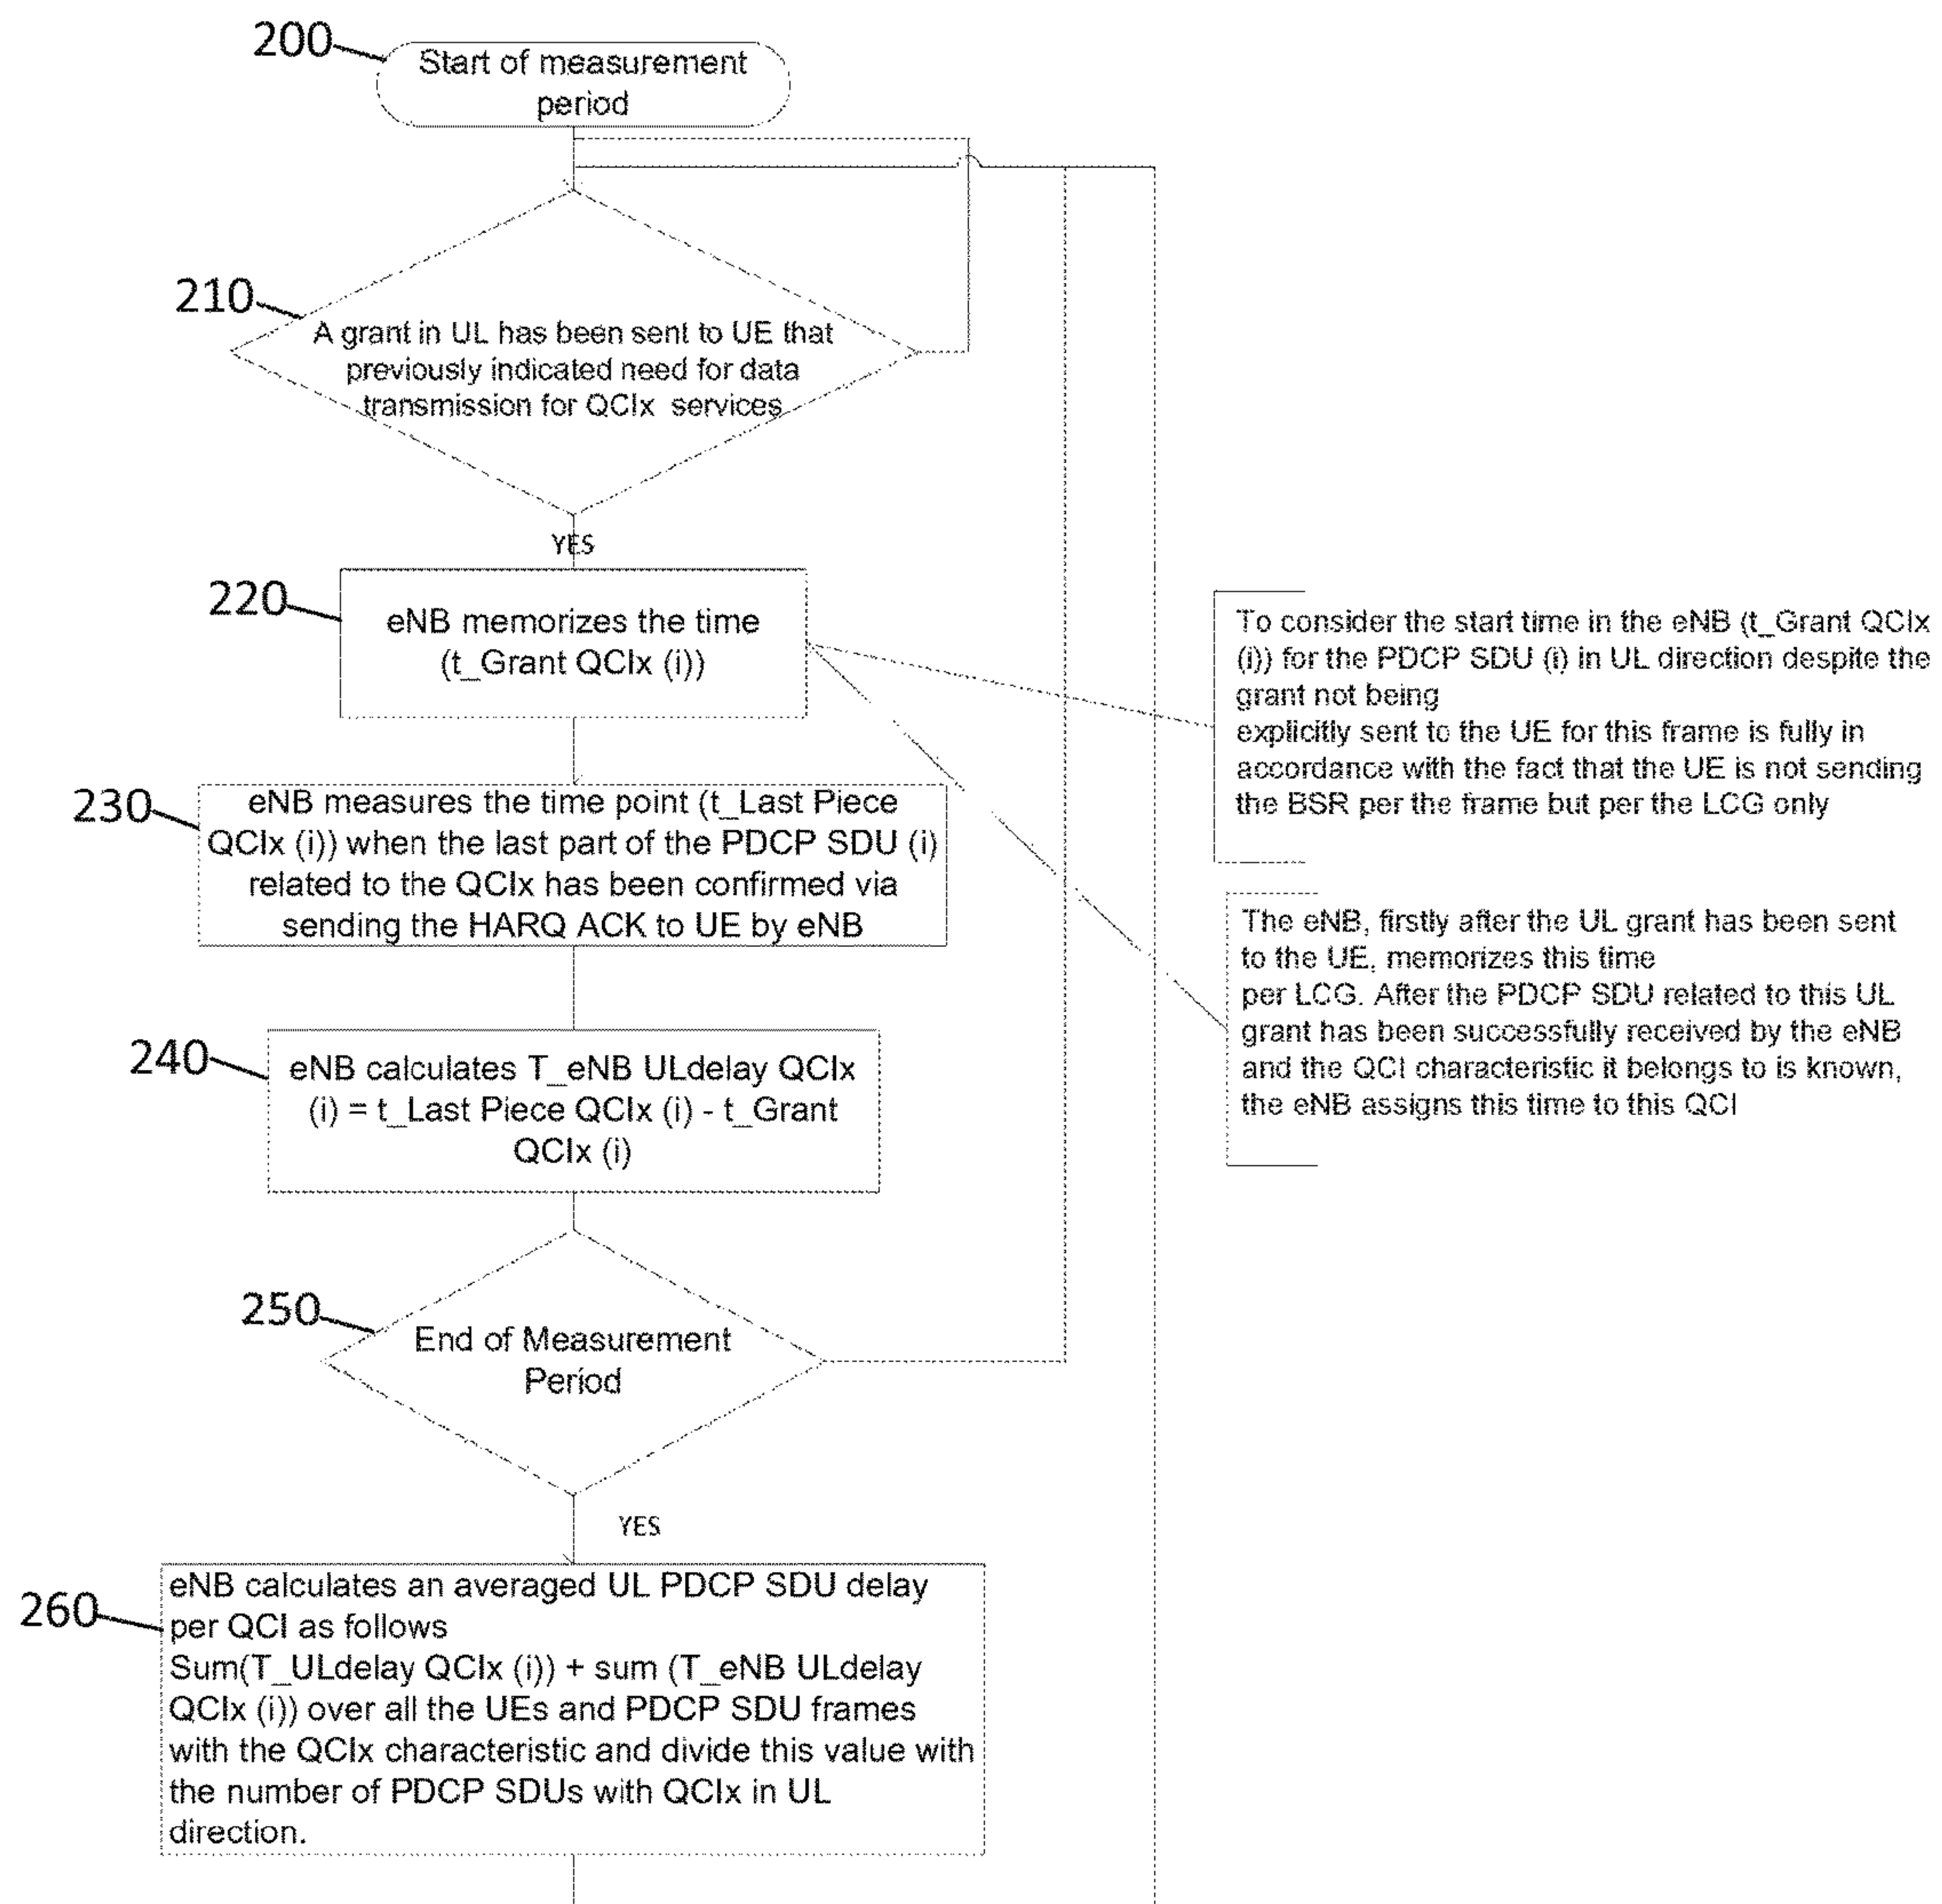 200
Start of measurement
period
210
A grant in UL has been sent to UE that
previously indicated need for data
transmission for QCIx services
YES
220
eNB memorizes the time
(t_Grant QCIx (i))
To consider the start time in the eNB (t_Grant QCIx
(i)) for the PDCP SDU (i) in UL direction despite the
grant not being
explicitly sent to the UE for this frame is fully in
accordance with the fact that the UE is not sending
the BSR per the frame but per the LCG only
230
eNB measures the time point (t_Last Piece
QCIx (i)) when the last part of the PDCP SDU (i)
related to the QCIx has been confirmed via
sending the HARQ ACK to UE by eNB
The eNB, firstly after the UL grant has been sent
to the UE, memorizes this time
per LCG. After the PDCP SDU related to this UL
grant has been successfully received by the eNB
and the QCI characteristic it belongs to is known,
the eNB assigns this time to this QCI
240
eNB calculates T_eNB ULdelay QCIx
(i) = t_Last Piece QCIx (i) - t_Grant
QCIx (i)
250
End of Measurement
Period
YES
260
eNB calculates an averaged UL PDCP SDU delay
per QCI as follows
Sum(T_ULdelay QCIx (i)) + sum (T_eNB ULdelay
QCIx (i)) over all the UEs and PDCP SDU frames
with the QCIx characteristic and divide this value with
the number of PDCP SDUs with QCIx in UL
direction.